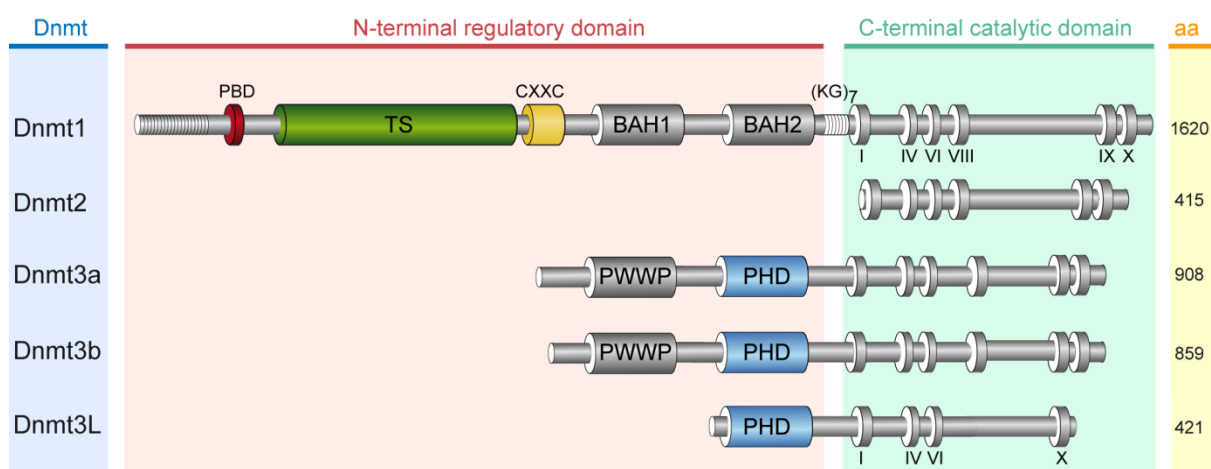 Dnmt N-terminal regulatory domain C-terminal catalytic domain aa
PBD CXXC (KG)7
Dnmt1 TS BAH1 BAH2 1620
I IV VI VIII IX X
Dnmt2 415
Dnmt3a PWWP PHD 908
Dnmt3b PWWP PHD 859
Dnmt3L PHD 421
I IV VI X